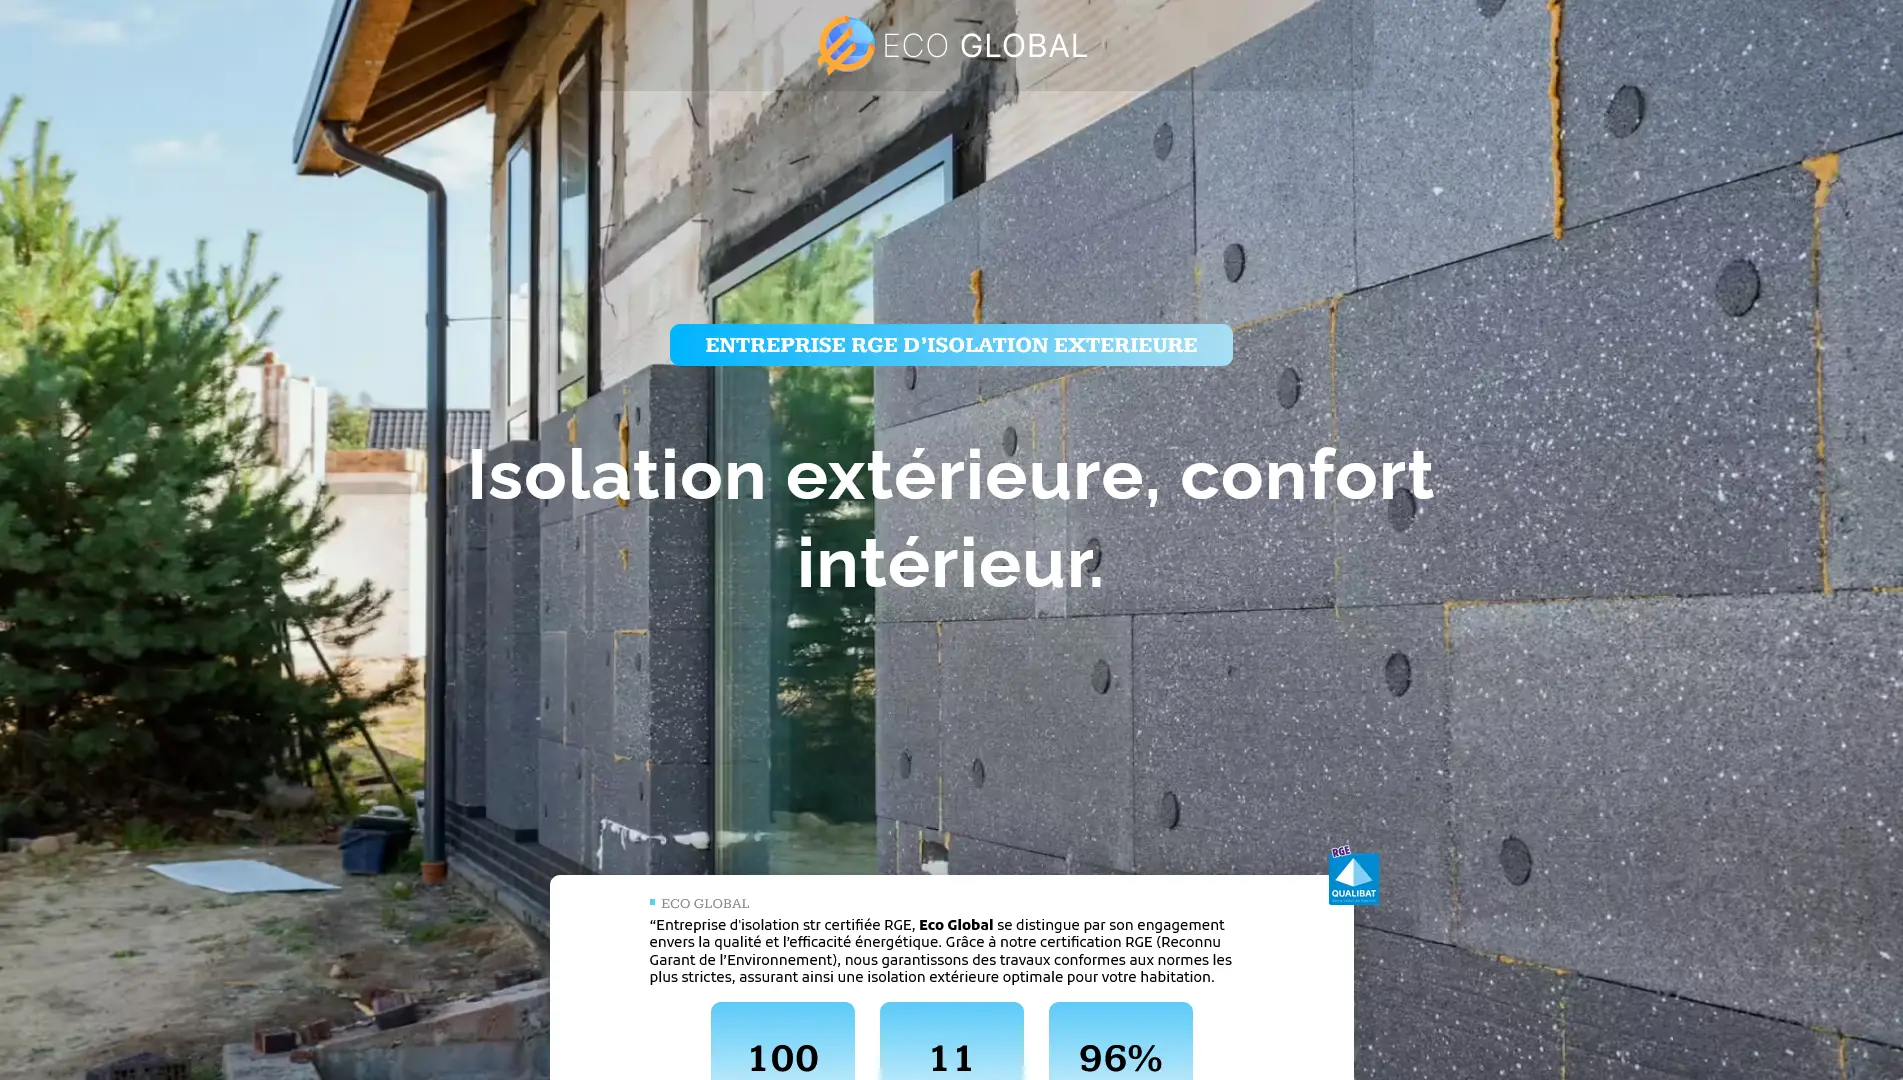 ECO GLOBAL
ENTREPRISE RGE D'ISOLATION EXTERIEURE
Isolation extérieure, confort
intérieur.
RGE
QUALIBAT
ECO GLOBAL
“Entreprise d'isolation str certifiée RGE, Eco Global se distingue par son engagement
envers la qualité et l’efficacité énergétique. Grâce à notre certification RGE (Reconnu
Garant de l’Environnement), nous garantissons des travaux conformes aux normes les
plus strictes, assurant ainsi une isolation extérieure optimale pour votre habitation.
100 11 96%